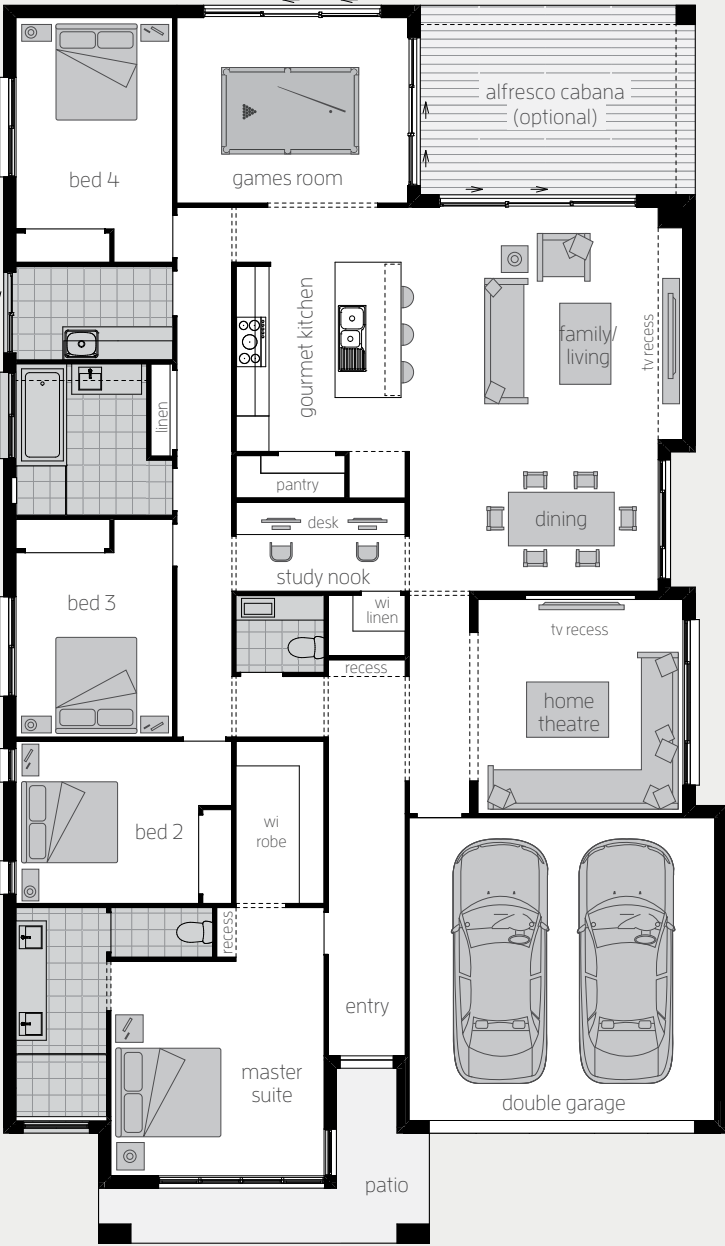 alfresco cabana
(optional)
bed 4
games room
gourmet kitchen
family/
living
tv recess
linen
pantry
desk
dining
study nook
bed 3
wi
linen
tv recess
recess
home
theatre
bed 2
wi
robe
recess
entry
master
suite
double garage
patio